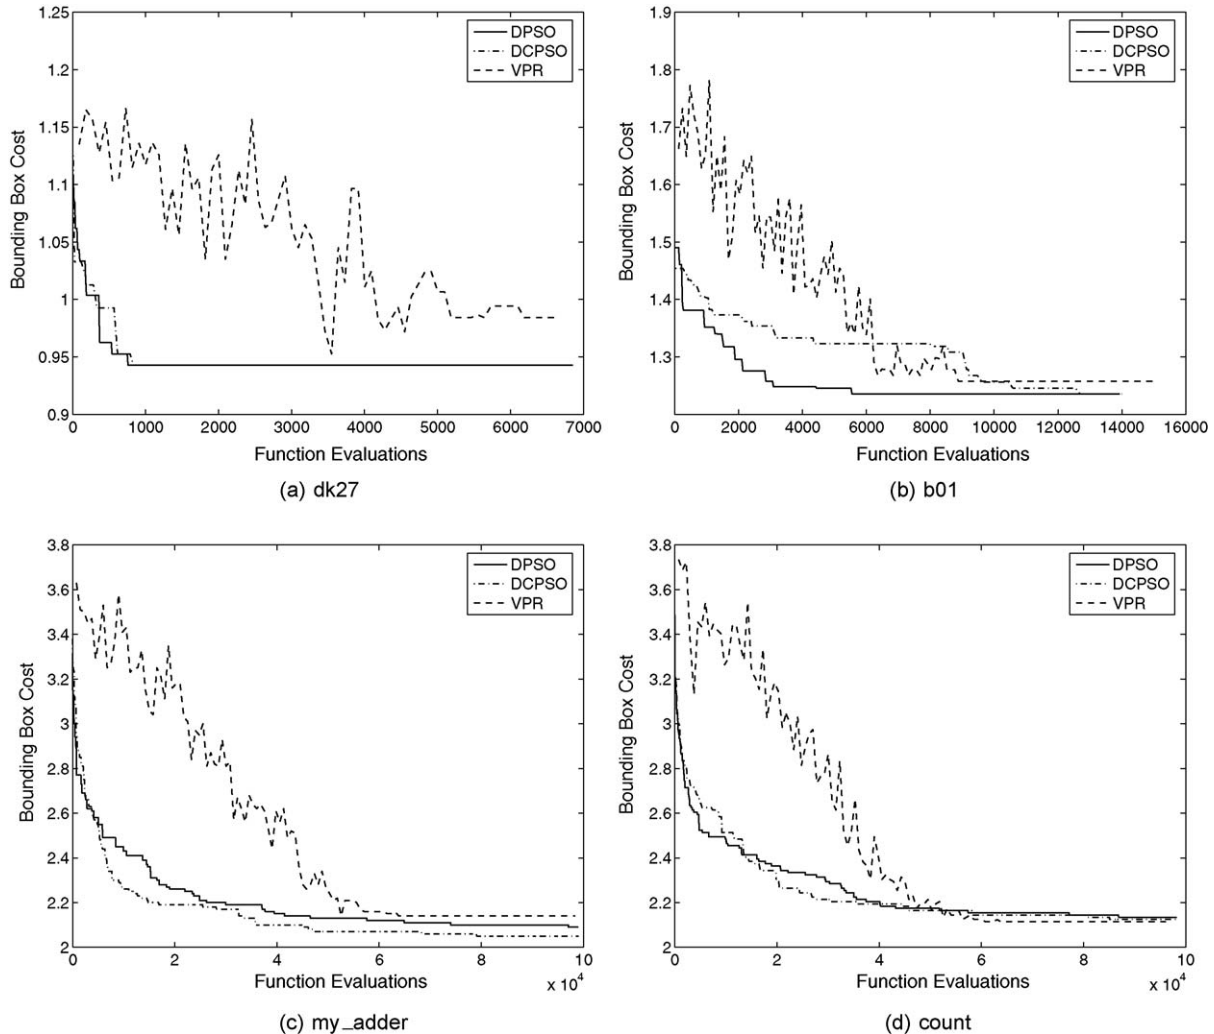 1.25
1.2
1.15
1.1
1.05
1
0.95
0.9
Bounding Box Cost
DPSO
DCPSO
VPR
0 1000 2000 3000 4000 5000 6000 7000
Function Evaluations
(a) dk27
1.9
1.8
1.7
1.6
1.5
1.4
1.3
Bounding Box Cost
DPSO
DCPSO
VPR
0 2000 4000 6000 8000 10000 12000 14000 16000
Function Evaluations
(b) b01
3.8
3.6
3.4
3.2
3
2.8
2.6
2.4
2.2
2
Bounding Box Cost
DPSO
DCPSO
VPR
0 2 4 6 8 10
Function Evaluations
x 10⁴
(c) my_adder
3.8
3.6
3.4
3.2
3
2.8
2.6
2.4
2.2
2
Bounding Box Cost
DPSO
DCPSO
VPR
0 2 4 6 8 10
Function Evaluations
x 10⁴
(d) count